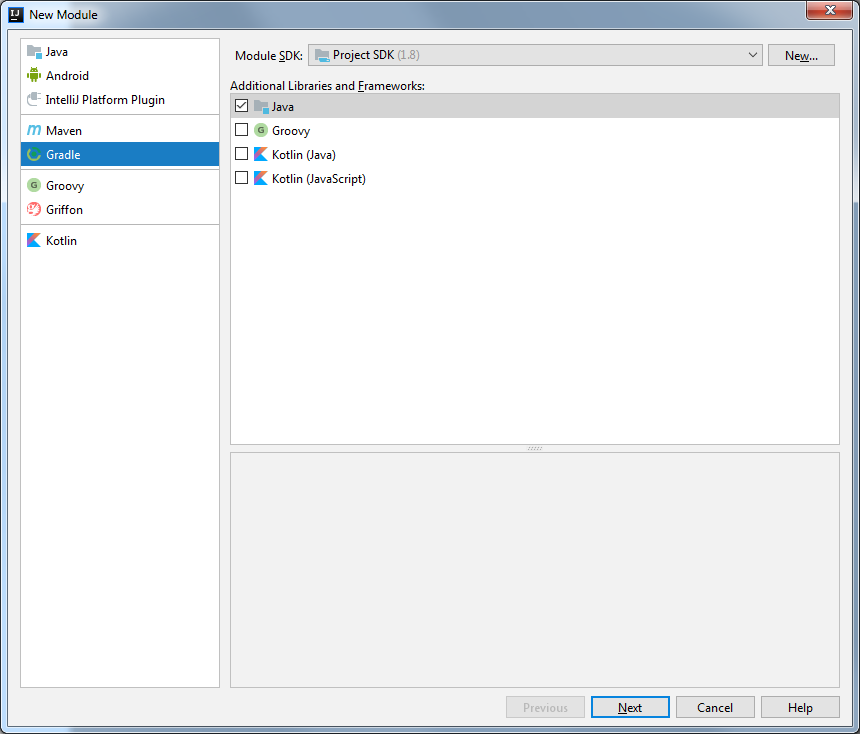 New Module
Java
Android
IntelliJ Platform Plugin
Maven
Gradle
Groovy
Griffon
Kotlin
Module SDK: Project SDK (1.8) New...
Additional Libraries and Frameworks:
Java
Groovy
Kotlin (Java)
Kotlin (JavaScript)
Previous Next Cancel Help